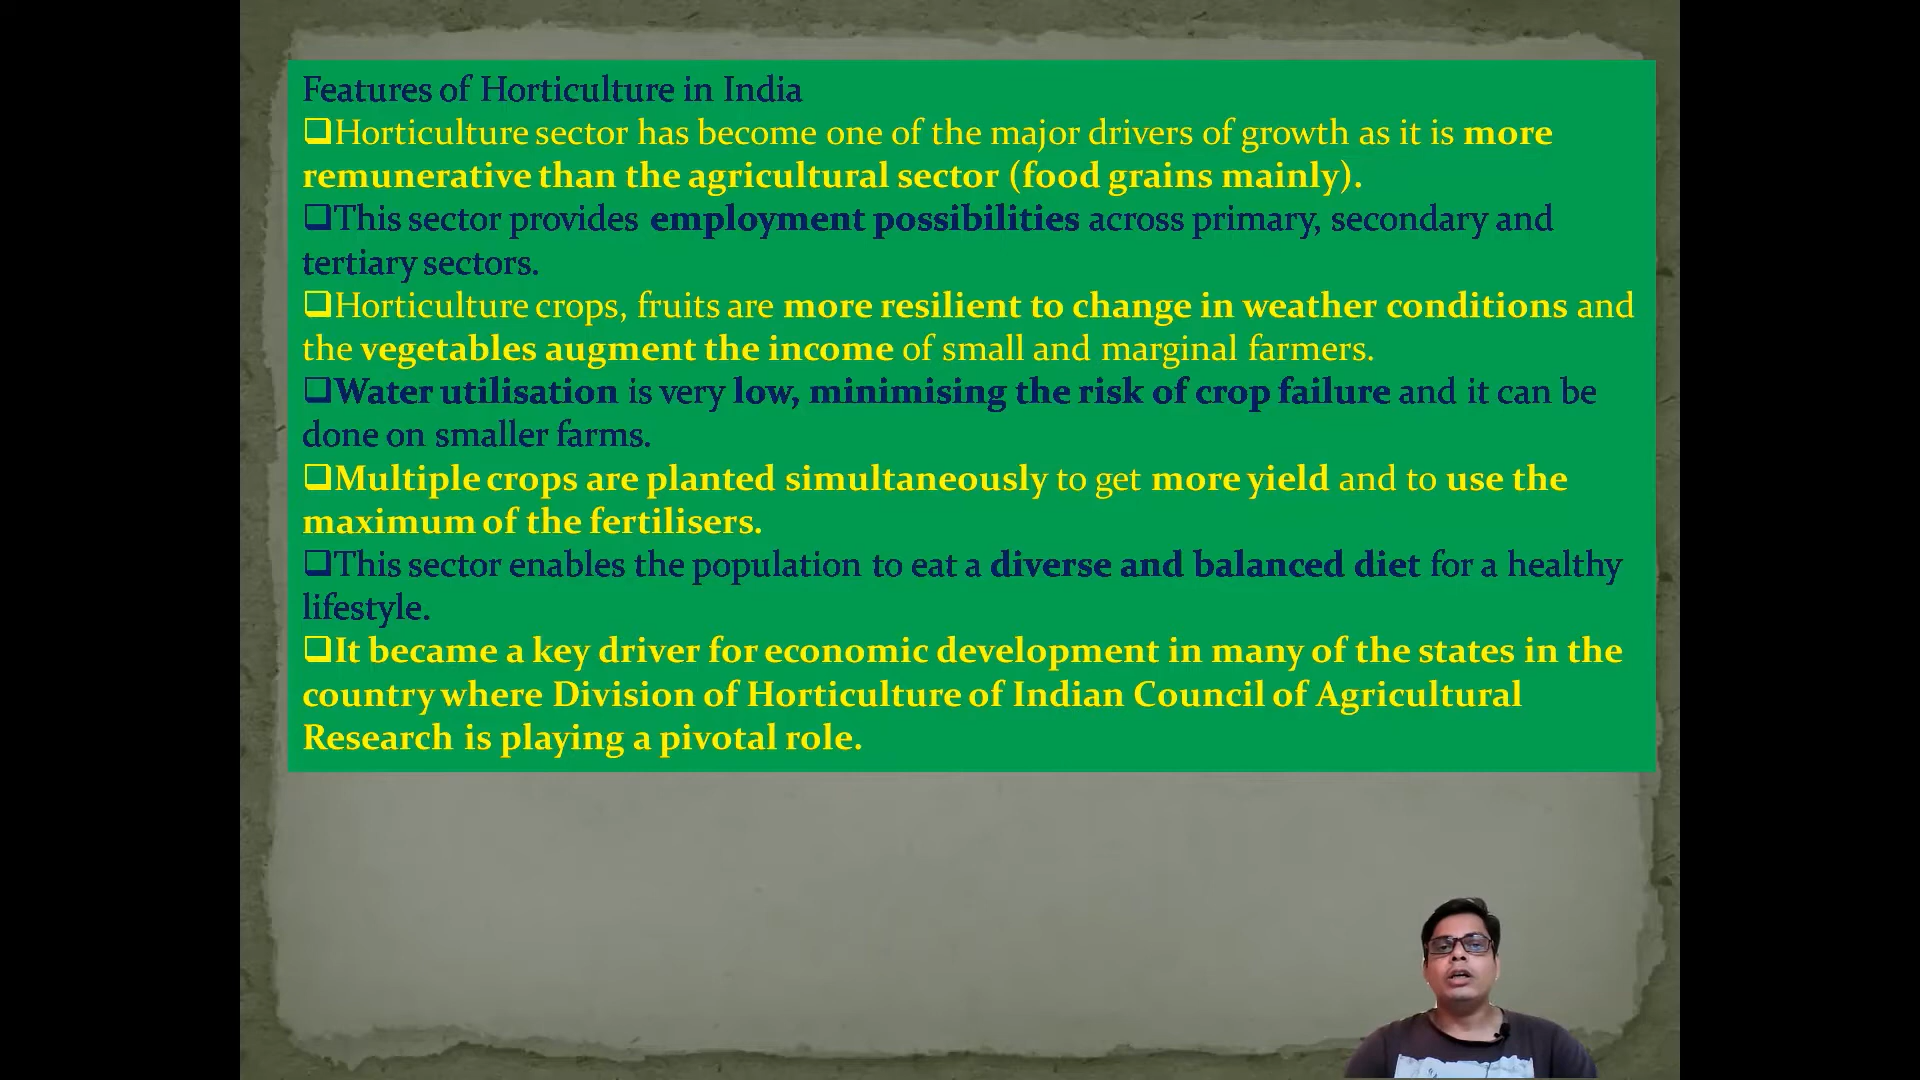 Features of Horticulture in India
❑Horticulture sector has become one of the major drivers of growth as it is more
remunerative than the agricultural sector (food grains mainly).
❑This sector provides employment possibilities across primary, secondary and
tertiary sectors.
❑Horticulture crops, fruits are more resilient to change in weather conditions and
the vegetables augment the income of small and marginal farmers.
❑Water utilisation is very low, minimising the risk of crop failure and it can be
done on smaller farms.
❑Multiple crops are planted simultaneously to get more yield and to use the
maximum of the fertilisers.
❑This sector enables the population to eat a diverse and balanced diet for a healthy
lifestyle.
❑It became a key driver for economic development in many of the states in the
country where Division of Horticulture of Indian Council of Agricultural
Research is playing a pivotal role.